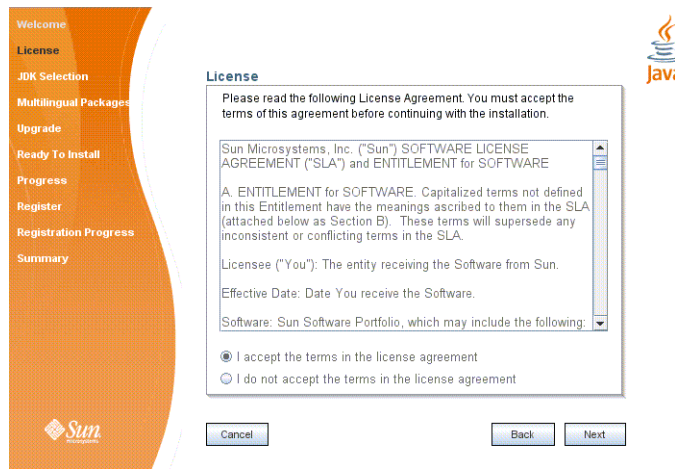 Welcome
License
JDK Selection
Multilingual Packages
Upgrade
Ready To Install
Progress
Register
Registration Progress
Summary
Sun
microsystems
License
Please read the following License Agreement. You must accept the
terms of this agreement before continuing with the installation.
Sun Microsystems, Inc. ("Sun") SOFTWARE LICENSE
AGREEMENT ("SLA") and ENTITLEMENT for SOFTWARE
A. ENTITLEMENT for SOFTWARE. Capitalized terms not defined
in this Entitlement have the meanings ascribed to them in the SLA
(attached below as Section B).  These terms will supersede any
inconsistent or conflicting terms in the SLA.
Licensee ("You"): The entity receiving the Software from Sun.
Effective Date: Date You receive the Software.
Software: Sun Software Portfolio, which may include the following:
I accept the terms in the license agreement
I do not accept the terms in the license agreement
Cancel
Back
Next
Java